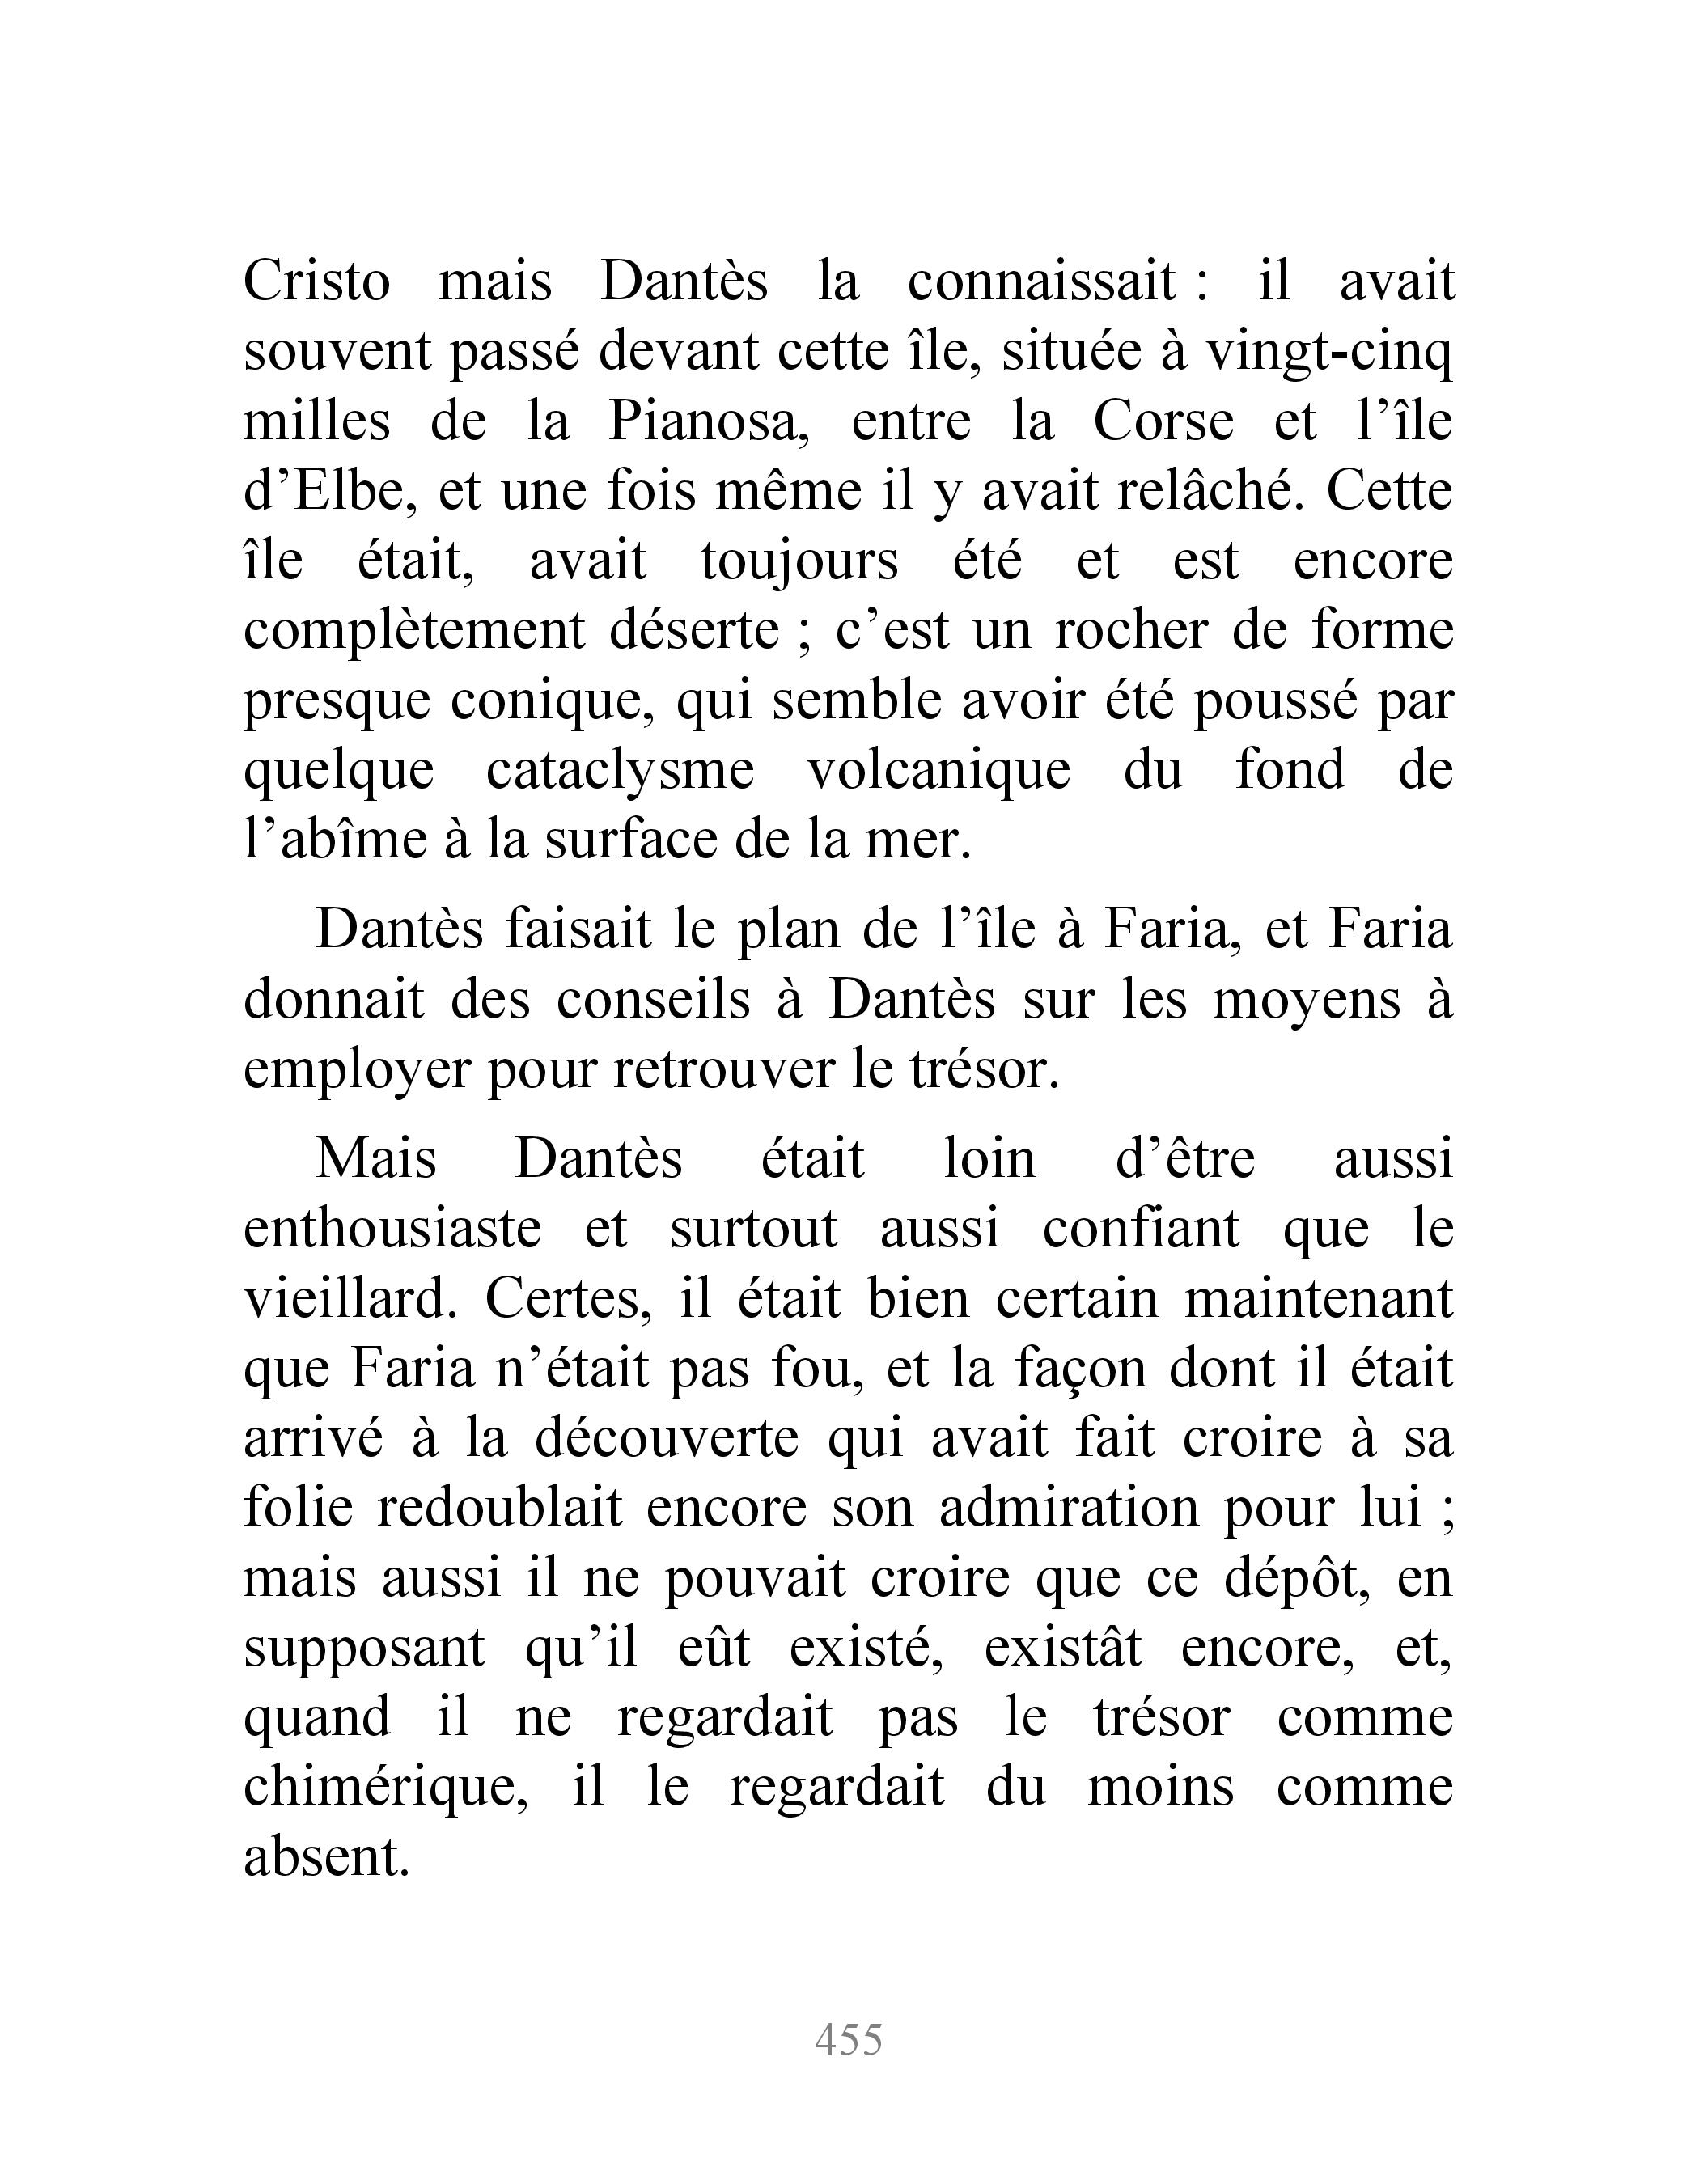 Cristo mais Dantès la connaissait : il avait
souvent passé devant cette île, située à vingt-cinq
milles de la Pianosa, entre la Corse et l’île
d’Elbe, et une fois même il y avait relâché. Cette
île était, avait toujours été et est encore
complètement déserte ; c’est un rocher de forme
presque conique, qui semble avoir été poussé par
quelque cataclysme volcanique du fond de
l’abîme à la surface de la mer.
Dantès faisait le plan de l’île à Faria, et Faria
donnait des conseils à Dantès sur les moyens à
employer pour retrouver le trésor.
Mais Dantès était loin d’être aussi
enthousiaste et surtout aussi confiant que le
vieillard. Certes, il était bien certain maintenant
que Faria n’était pas fou, et la façon dont il était
arrivé à la découverte qui avait fait croire à sa
folie redoublait encore son admiration pour lui ;
mais aussi il ne pouvait croire que ce dépôt, en
supposant qu’il eût existé, existât encore, et,
quand il ne regardait pas le trésor comme
chimérique, il le regardait du moins comme
absent.
455